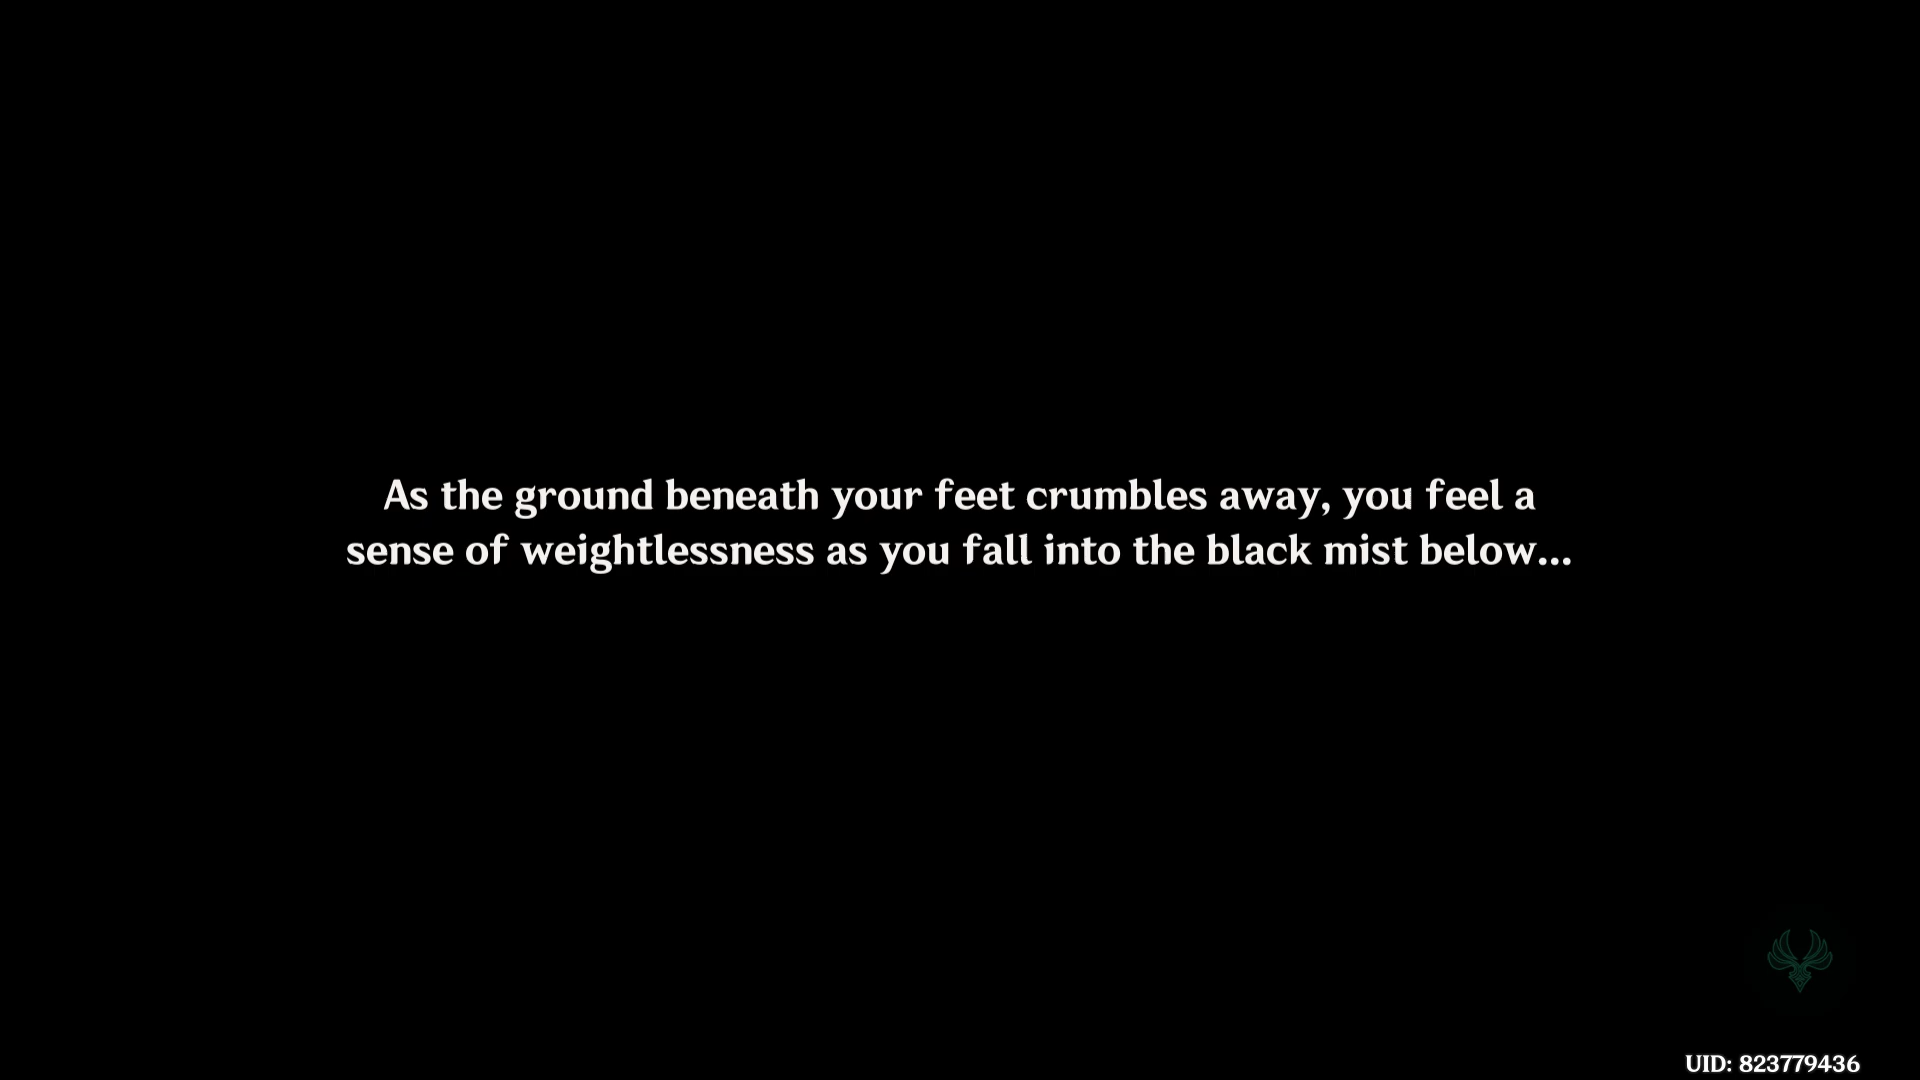 As the ground beneath your feet crumbles away, you feel a
sense of weightlessness as you fall into the black mist below...
UID: 823779436